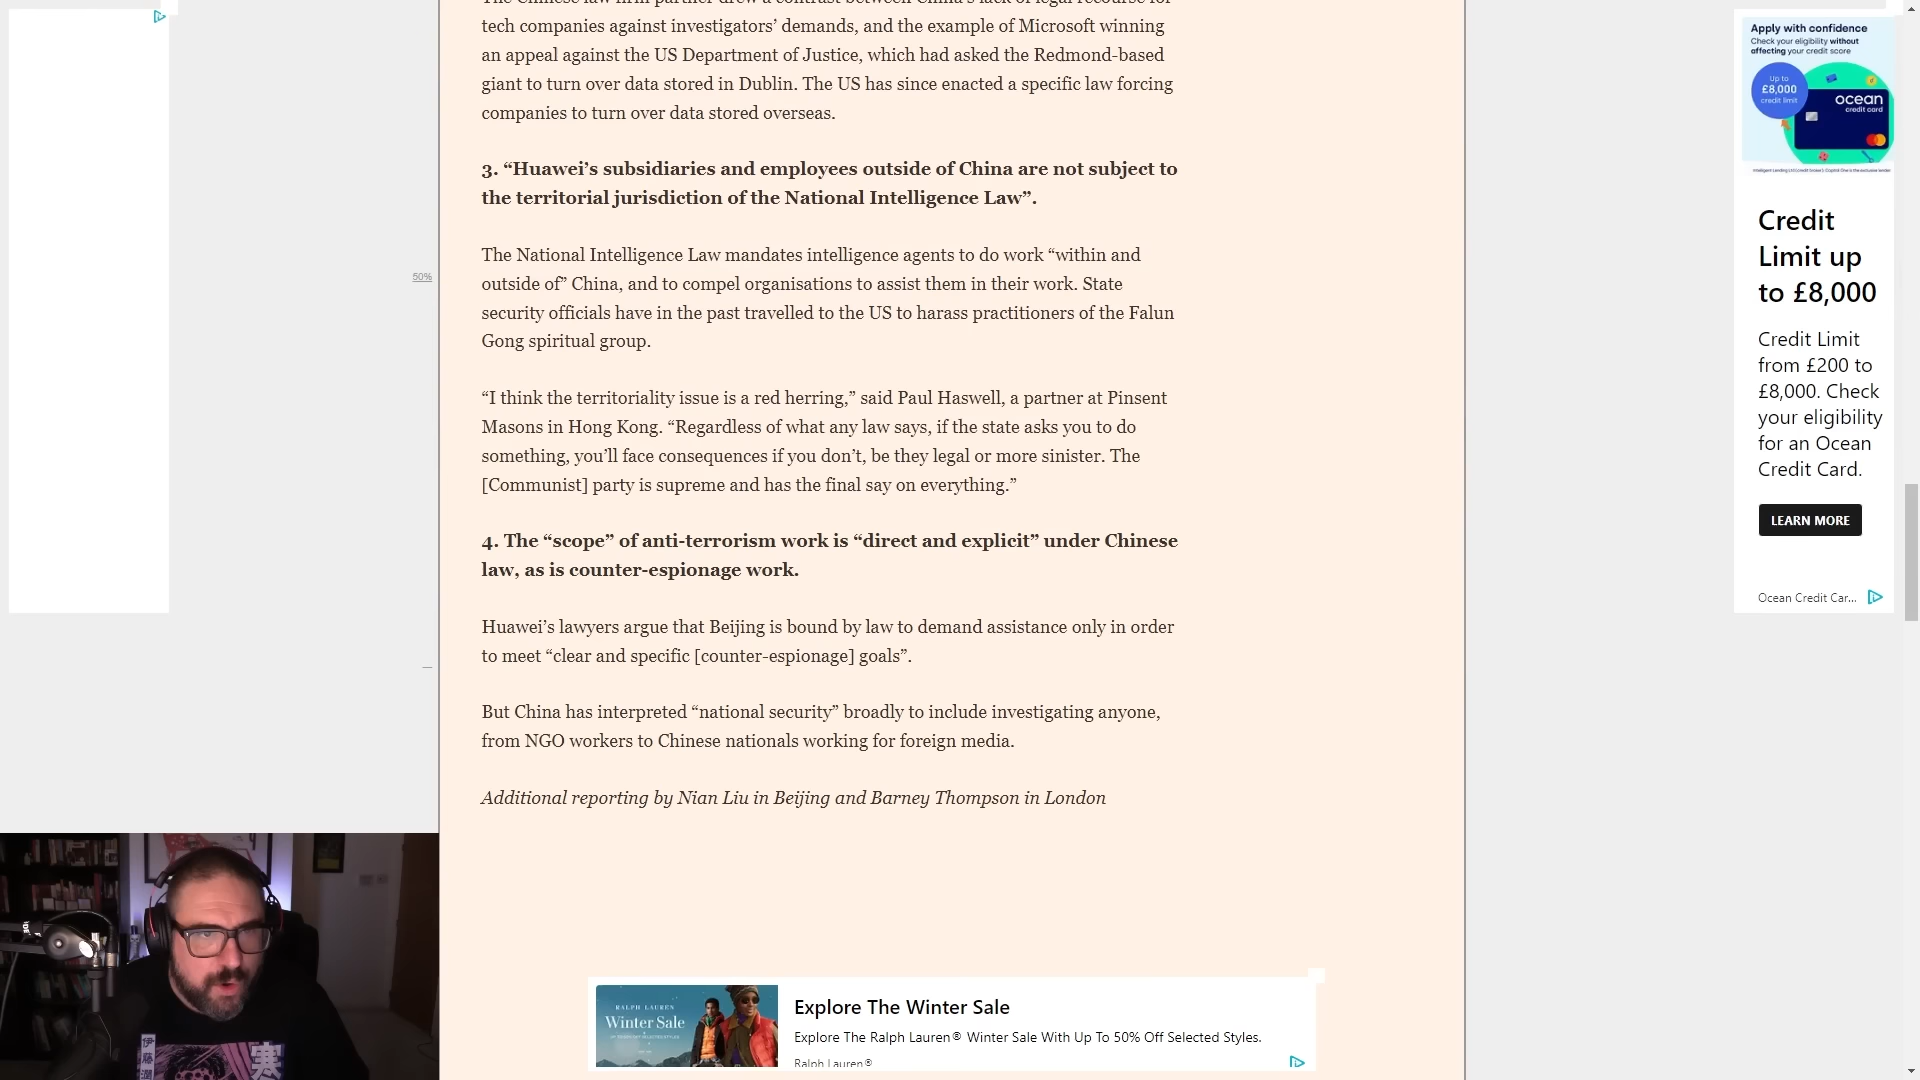 The Chinese law firm partner drew a contrast between China's lack of legal recourse for
tech companies against investigators’ demands, and the example of Microsoft winning
an appeal against the US Department of Justice, which had asked the Redmond-based
giant to turn over data stored in Dublin. The US has since enacted a specific law forcing
companies to turn over data stored overseas.
3. “Huawei’s subsidiaries and employees outside of China are not subject to
the territorial jurisdiction of the National Intelligence Law”.
The National Intelligence Law mandates intelligence agents to do work “within and
outside of” China, and to compel organisations to assist them in their work. State
security officials have in the past travelled to the US to harass practitioners of the Falun
Gong spiritual group.
“I think the territoriality issue is a red herring,” said Paul Haswell, a partner at Pinsent
Masons in Hong Kong. “Regardless of what any law says, if the state asks you to do
something, you’ll face consequences if you don’t, be they legal or more sinister. The
[Communist] party is supreme and has the final say on everything.”
4. The “scope” of anti-terrorism work is “direct and explicit” under Chinese
law, as is counter-espionage work.
Huawei’s lawyers argue that Beijing is bound by law to demand assistance only in order
to meet “clear and specific [counter-espionage] goals”.
But China has interpreted “national security” broadly to include investigating anyone,
from NGO workers to Chinese nationals working for foreign media.
Additional reporting by Nian Liu in Beijing and Barney Thompson in London
50%
Apply with confidence
Check your eligibility without
affecting your credit score
Up to
£8,000
credit limit
ocean
credit card
Credit
Limit up
to £8,000
Credit Limit
from £200 to
£8,000. Check
your eligibility
for an Ocean
Credit Card.
LEARN MORE
Ocean Credit Car...
RALPH LAUREN
Winter Sale
Explore The Winter Sale
Explore The Ralph Lauren® Winter Sale With Up To 50% Off Selected Styles.
Ralph Lauren®
伊藤潤
寒